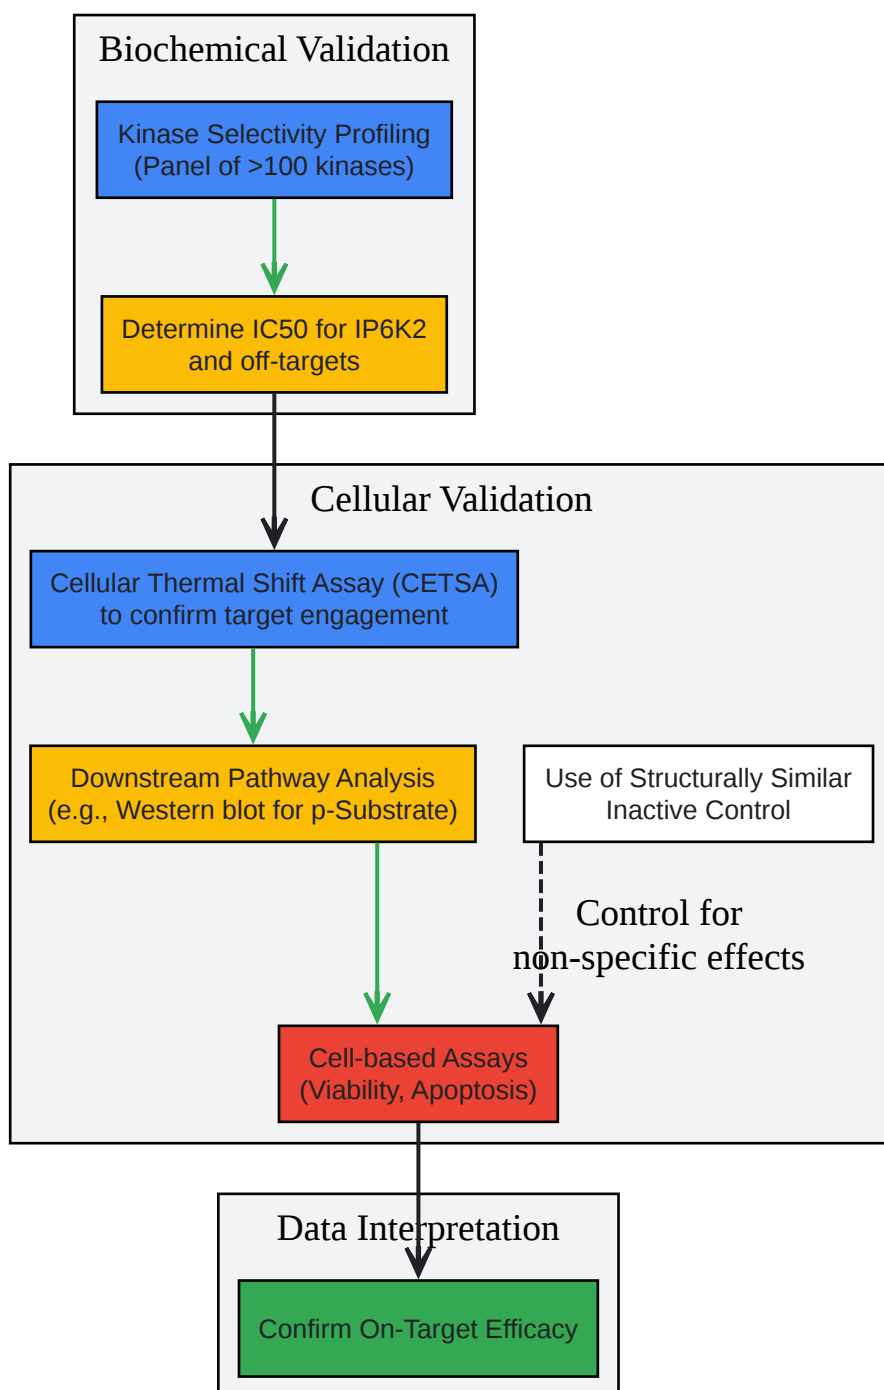 Biochemical Validation
Kinase Selectivity Profiling
(Panel of >100 kinases)
Determine IC50 for IP6K2
and off-targets
Cellular Validation
Cellular Thermal Shift Assay (CETSA)
to confirm target engagement
Downstream Pathway Analysis
(e.g., Western blot for p-Substrate)
Use of Structurally Similar
Inactive Control
Control for
non-specific effects
Cell-based Assays
(Viability, Apoptosis)
Data Interpretation
Confirm On-Target Efficacy